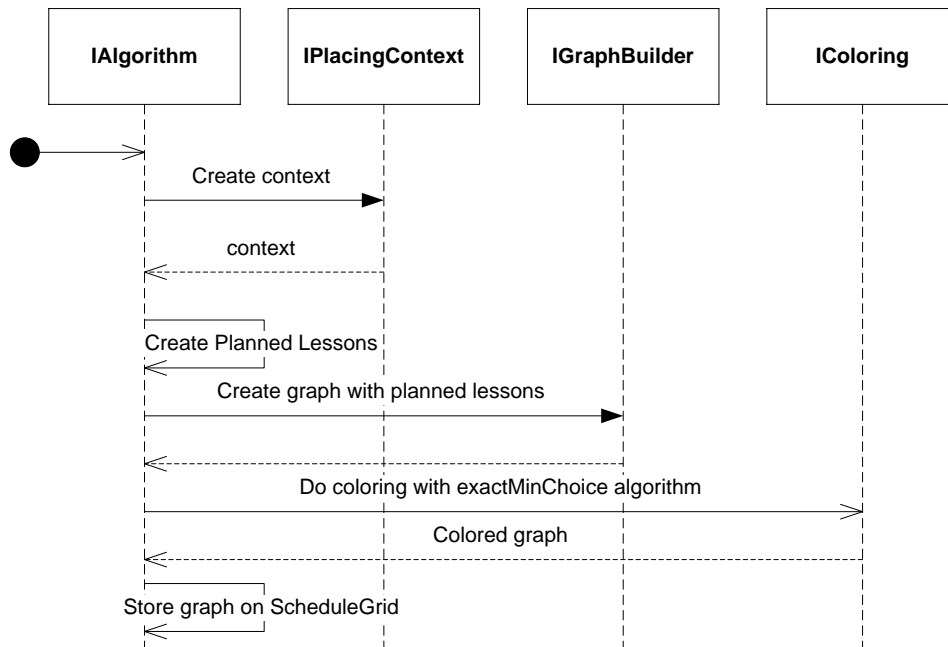 IAlgorithm
IPlacingContext
IGraphBuilder
IColoring
Create context
context
Create Planned Lessons
Create graph with planned lessons
Do coloring with exactMinChoice algorithm
Colored graph
Store graph on ScheduleGrid